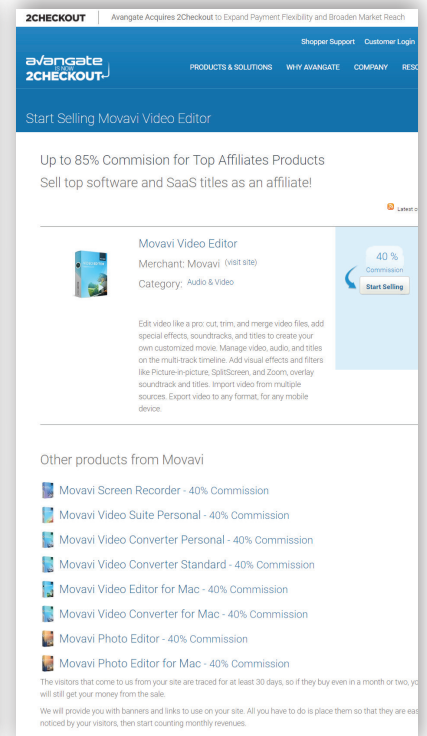 2CHECKOUT Avangate Acquires 2Checkout to Expand Payment Flexibility and Broaden Market Reach
Shopper Support Customer Login
avangate
IS NOW
2CHECKOUT
PRODUCTS & SOLUTIONS WHY AVANGATE COMPANY RESO
Start Selling Movavi Video Editor
Up to 85% Commision for Top Affiliates Products
Sell top software and SaaS titles as an affiliate!
Latest o
Movavi Video Editor
Merchant: Movavi (visit site)
Category: Audio & Video
40 %
Commission
Start Selling
Edit video like a pro: cut, trim, and merge video files, add
special effects, soundtracks, and titles to create your
own customized movie. Manage video, audio, and titles
on the multi-track timeline. Add visual effects and filters
like Picture-in-picture, SplitScreen, and Zoom, overlay
soundtrack and titles. Import video from multiple
sources. Export video to any format, for any mobile
device.
Other products from Movavi
Movavi Screen Recorder - 40% Commission
Movavi Video Suite Personal - 40% Commission
Movavi Video Converter Personal - 40% Commission
Movavi Video Converter Standard - 40% Commission
Movavi Video Editor for Mac - 40% Commission
Movavi Video Converter for Mac - 40% Commission
Movavi Photo Editor - 40% Commission
Movavi Photo Editor for Mac - 40% Commission
The visitors that come to us from your site are traced for at least 30 days, so if they buy even in a month or two, yo
will still get your money from the sale.
We will provide you with banners and links to use on your site. All you have to do is place them so that they are eas
noticed by your visitors, then start counting monthly revenues.